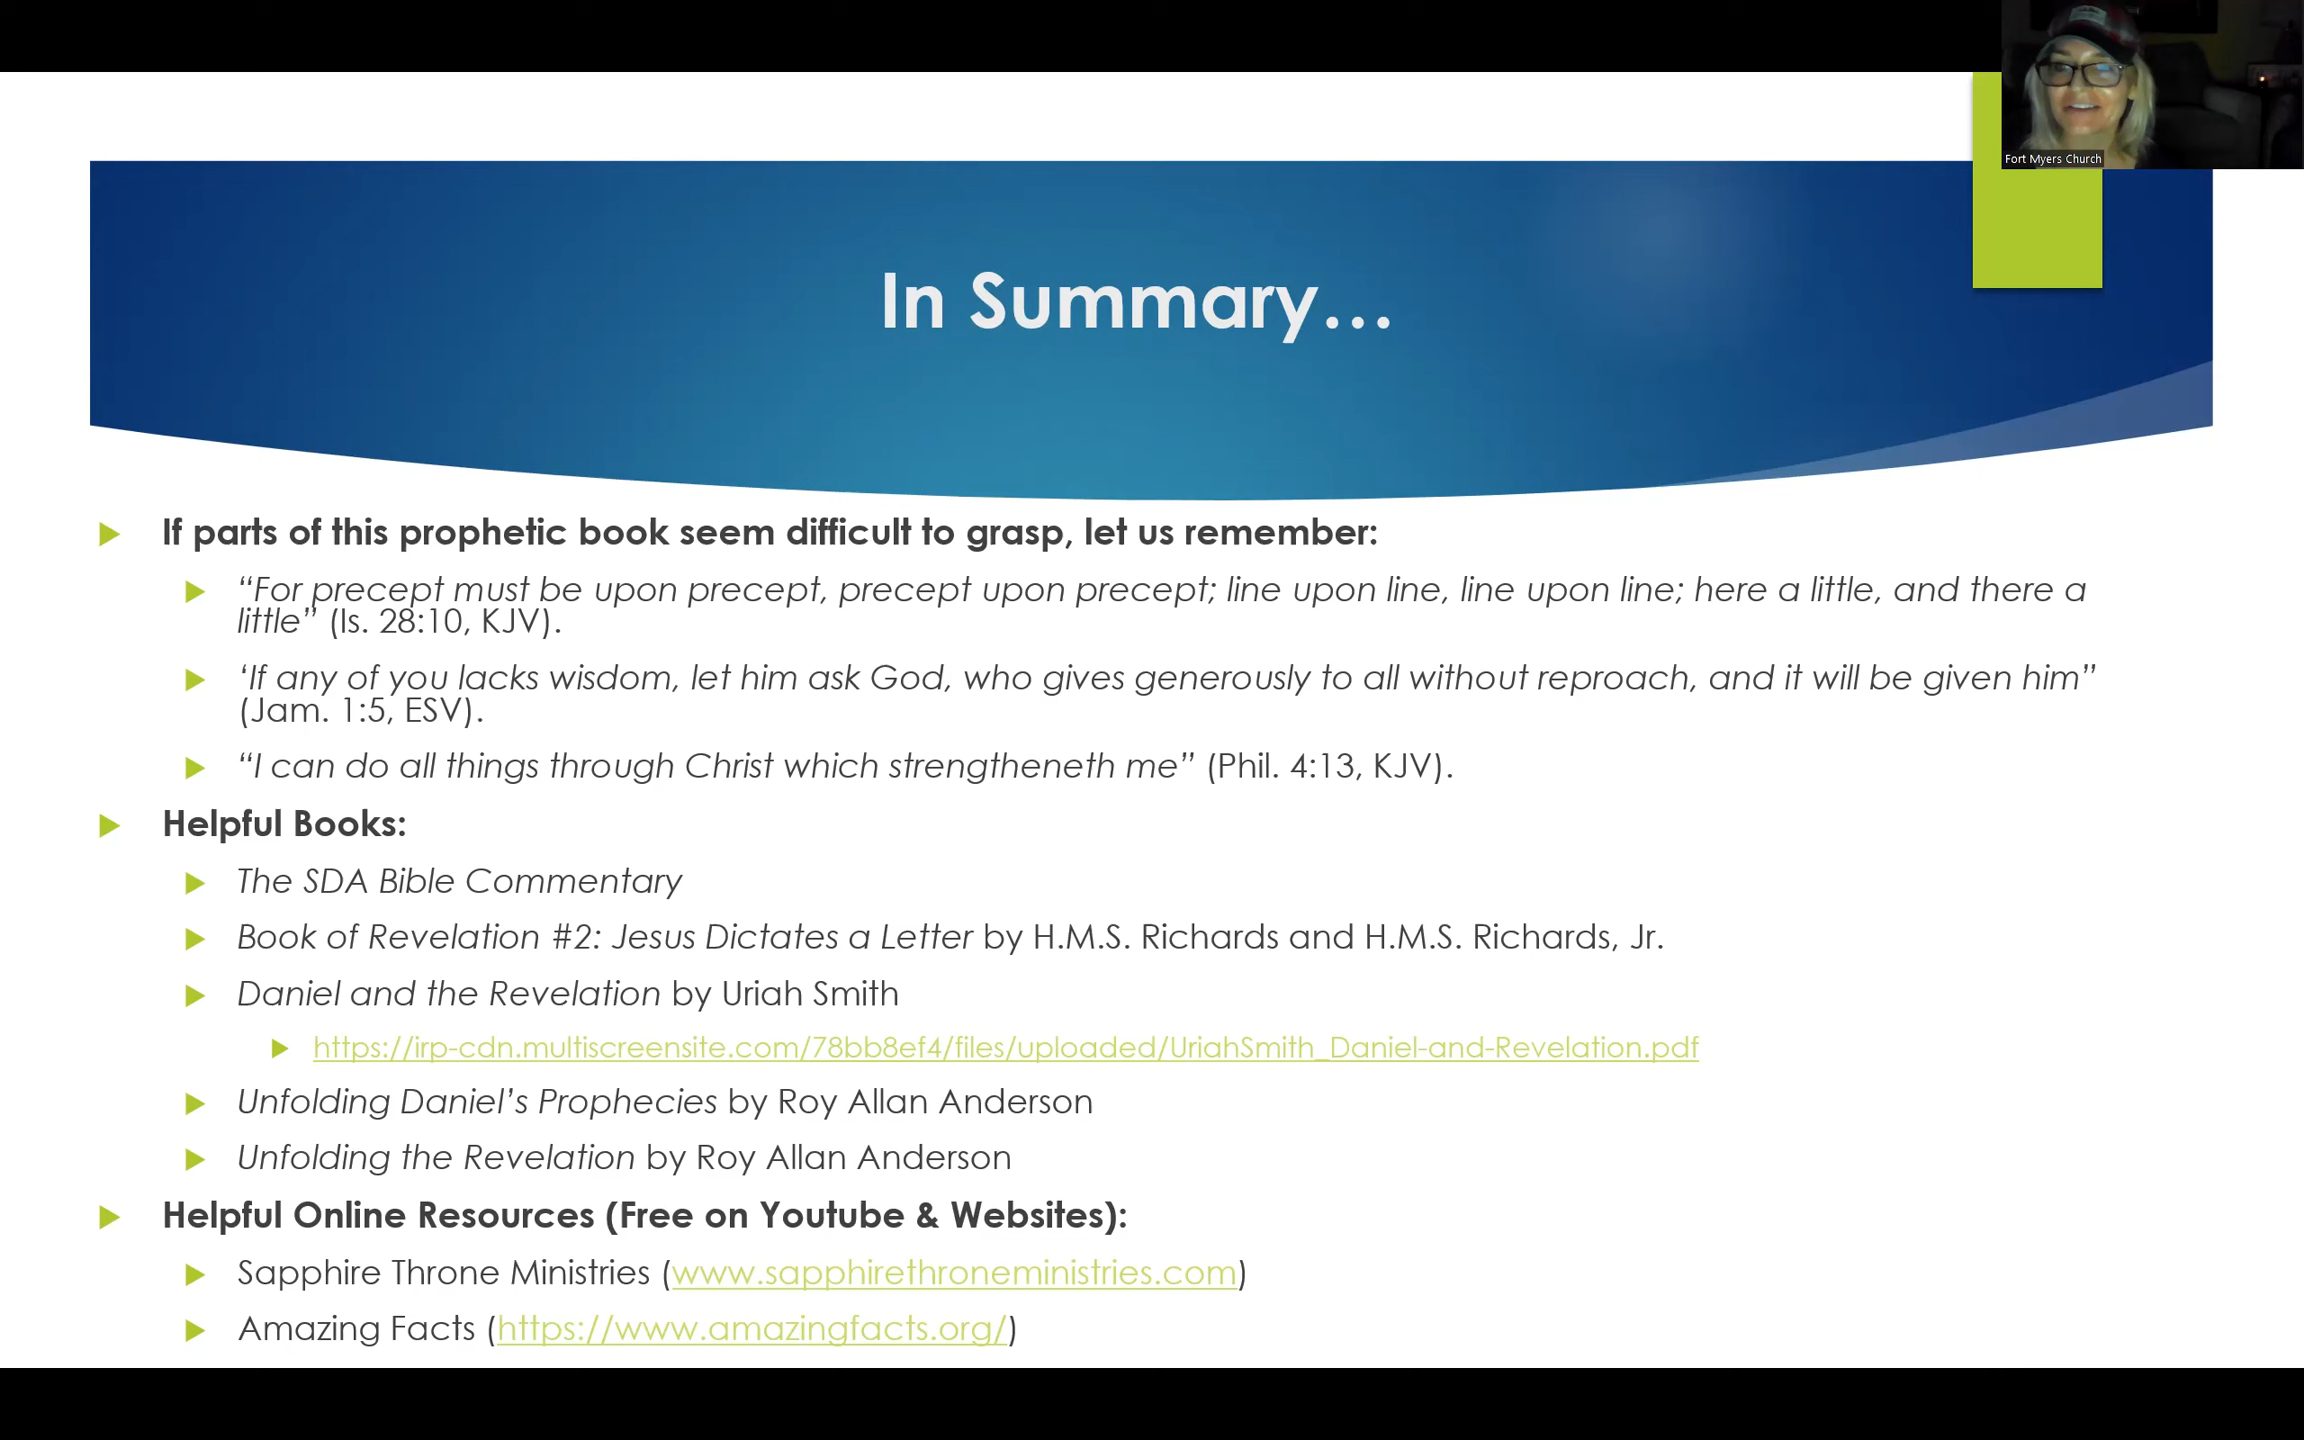 Fort Myers Church
In Summary…
If parts of this prophetic book seem difficult to grasp, let us remember:
“For precept must be upon precept, precept upon precept; line upon line, line upon line; here a little, and there a
little” (Is. 28:10, KJV).
‘If any of you lacks wisdom, let him ask God, who gives generously to all without reproach, and it will be given him”
(Jam. 1:5, ESV).
“I can do all things through Christ which strengtheneth me” (Phil. 4:13, KJV).
Helpful Books:
The SDA Bible Commentary
Book of Revelation #2: Jesus Dictates a Letter by H.M.S. Richards and H.M.S. Richards, Jr.
Daniel and the Revelation by Uriah Smith
https://irp-cdn.multiscreensite.com/78bb8ef4/files/uploaded/UriahSmith_Daniel-and-Revelation.pdf
Unfolding Daniel’s Prophecies by Roy Allan Anderson
Unfolding the Revelation by Roy Allan Anderson
Helpful Online Resources (Free on Youtube & Websites):
Sapphire Throne Ministries (www.sapphirethroneministries.com)
Amazing Facts (https://www.amazingfacts.org/)